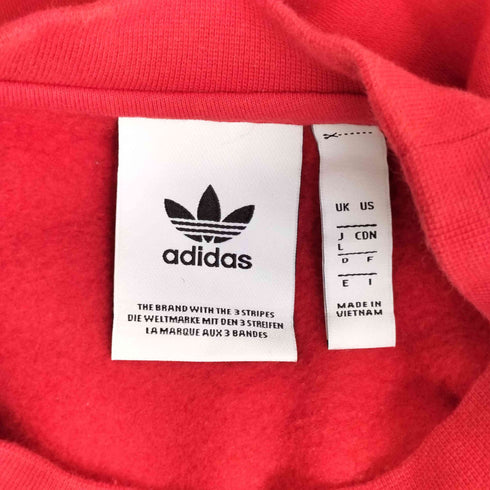 adidas
THE BRAND WITH THE 3 STRIPES
DIE WELTMARKE MIT DEN 3 STREIFEN
LA MARQUE AUX 3 BANDES
UK US
J CDN
L
D F
E I
MADE IN
VIETNAM